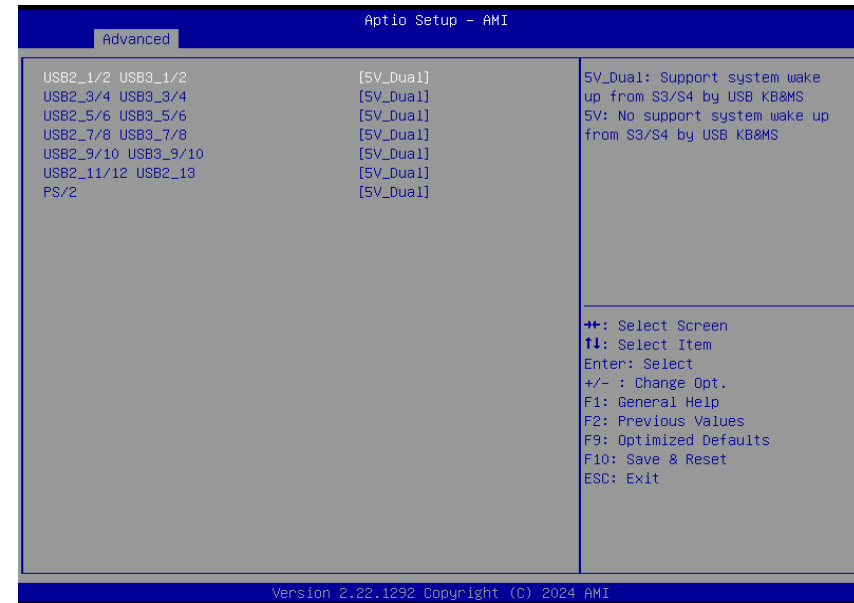 Aptio Setup – AMI
Advanced
USB2_1/2 USB3_1/2 [5V_Dual]
USB2_3/4 USB3_3/4 [5V_Dual]
USB2_5/6 USB3_5/6 [5V_Dual]
USB2_7/8 USB3_7/8 [5V_Dual]
USB2_9/10 USB3_9/10 [5V_Dual]
USB2_11/12 USB2_13 [5V_Dual]
PS/2 [5V_Dual]
5V_Dual: Support system wake
up from S3/S4 by USB KB&MS
5V: No support system wake up
from S3/S4 by USB KB&MS
→←: Select Screen
↑↓: Select Item
Enter: Select
+/- : Change Opt.
F1: General Help
F2: Previous Values
F9: Optimized Defaults
F10: Save & Reset
ESC: Exit
Version 2.22.1292 Copyright (C) 2024 AMI